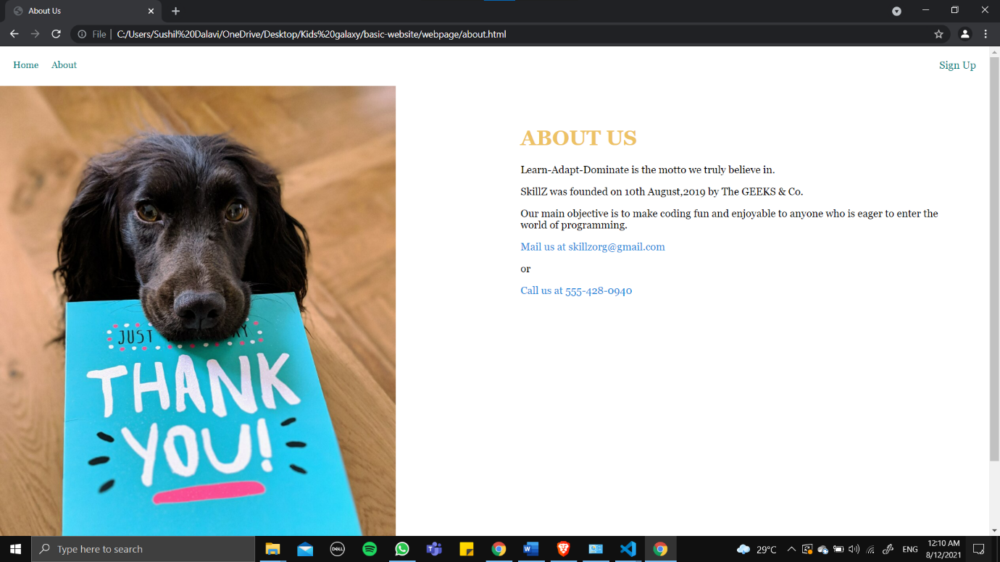 About Us
File
C:/Users/Sushil%20Dalavi/OneDrive/Desktop/Kids%20galaxy/basic-website/webpage/about.html
Home About Sign Up
ABOUT US
Learn-Adapt-Dominate is the motto we truly believe in.
SkillZ was founded on 10th August,2019 by The GEEKS & Co.
Our main objective is to make coding fun and enjoyable to anyone who is eager to enter the
world of programming.
Mail us at skillzorg@gmail.com
or
Call us at 555-428-0940
JUST
THANK
YOU!
Type here to search
DELL
29°C
ENG
12:10 AM
8/12/2021